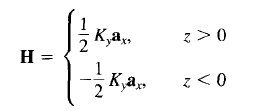 H = { 1/2 K_y a_x, z > 0
-1/2 K_y a_x, z < 0